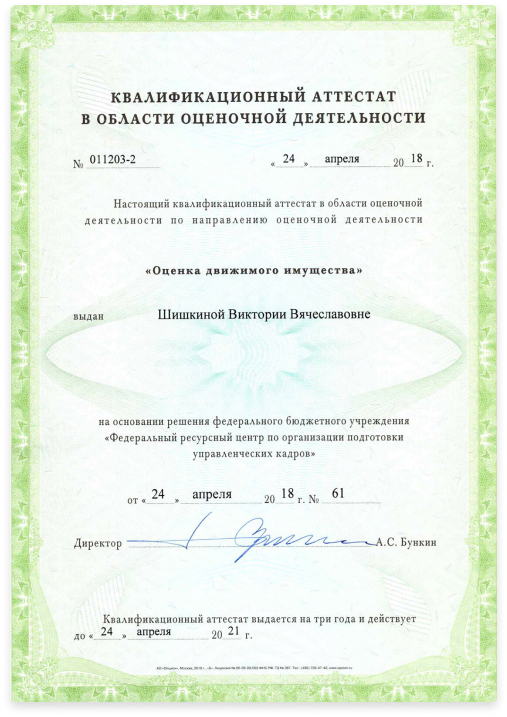 КВАЛИФИКАЦИОННЫЙ АТТЕСТАТ
В ОБЛАСТИ ОЦЕНОЧНОЙ ДЕЯТЕЛЬНОСТИ
№ 011203-2 « 24 » апреля 20 18 г.
Настоящий квалификационный аттестат в области оценочной
деятельности по направлению оценочной деятельности
«Оценка движимого имущества»
выдан Шишкиной Виктории Вячеславовне
на основании решения федерального бюджетного учреждения
«Федеральный ресурсный центр по организации подготовки
управленческих кадров»
от « 24 » апреля 20 18 г. № 61
Директор А.С. Бункин
Квалификационный аттестат выдается на три года и действует
до « 24 » апреля 20 21 г.